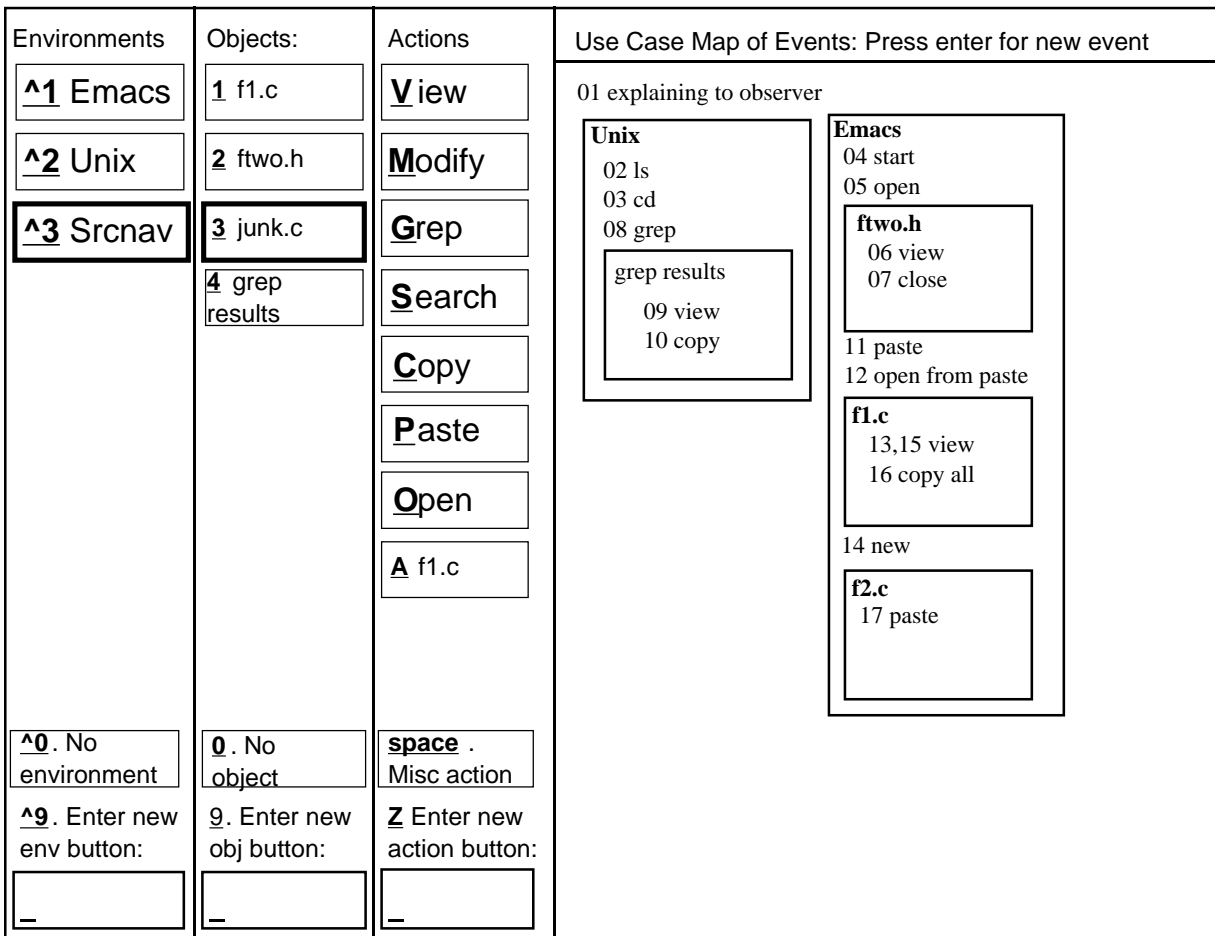 Environments
^1 Emacs
^2 Unix
^3 Srcnav
^0. No
environment
^9. Enter new
env button:
_
Objects:
1 f1.c
2 ftwo.h
3 junk.c
4 grep
results
0. No
object
9. Enter new
obj button:
_
Actions
View
Modify
Grep
Search
Copy
Paste
Open
A f1.c
space .
Misc action
Z Enter new
action button:
_
Use Case Map of Events: Press enter for new event
01 explaining to observer
Unix
02 ls
03 cd
08 grep
grep results
09 view
10 copy
Emacs
04 start
05 open
ftwo.h
06 view
07 close
11 paste
12 open from paste
f1.c
13,15 view
16 copy all
14 new
f2.c
17 paste